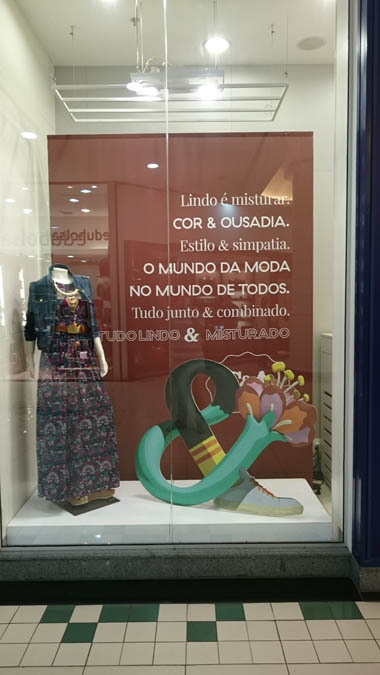 Lindo é misturar.
COR & OUSADIA.
Estilo & simpatia.
O MUNDO DA MODA
NO MUNDO DE TODOS.
Tudo junto & combinado.
TUDO LINDO & MISTURADO